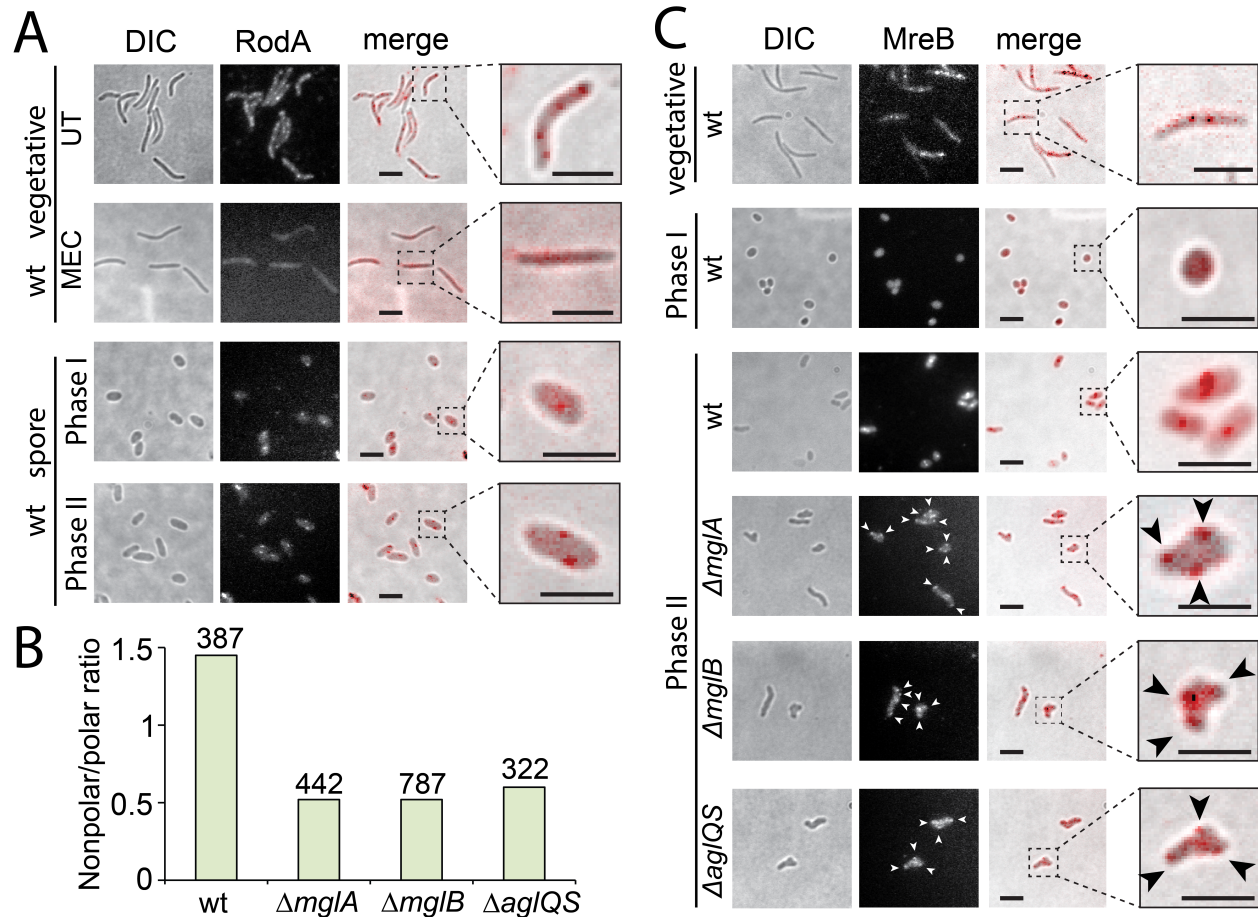 A
DIC RodA merge
wt vegetative
UT
MEC
wt spore
Phase I
Phase II
B
Nonpolar/polar ratio
1.5
1
0.5
0
387
442
787
322
wt ΔmglA ΔmglB ΔaglQS
C
DIC MreB merge
vegetative
wt
Phase I
wt
Phase II
wt
ΔmglA
ΔmglB
ΔaglQS